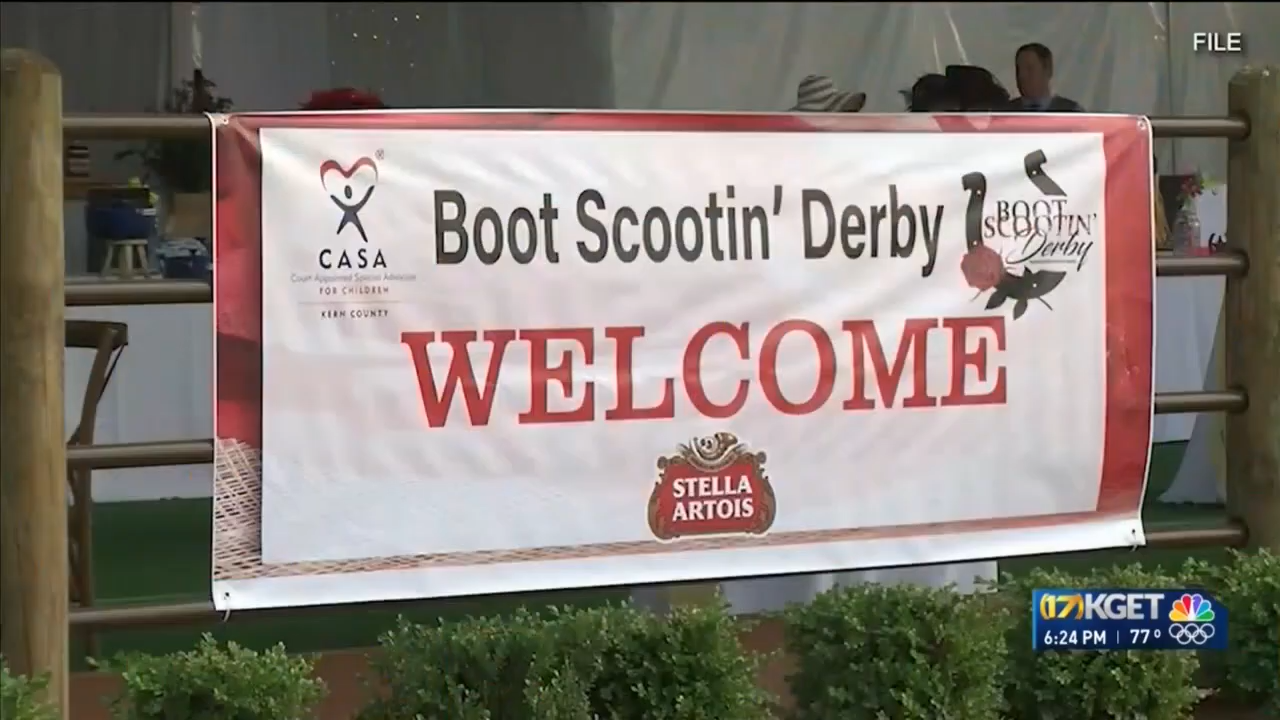 FILE
CASA
Court Appointed Special Advocates
FOR CHILDREN
KERN COUNTY
Boot Scootin' Derby
BOOT
SCOOTIN'
Derby
WELCOME
STELLA
ARTOIS
17 KGET
6:24 PM | 77°